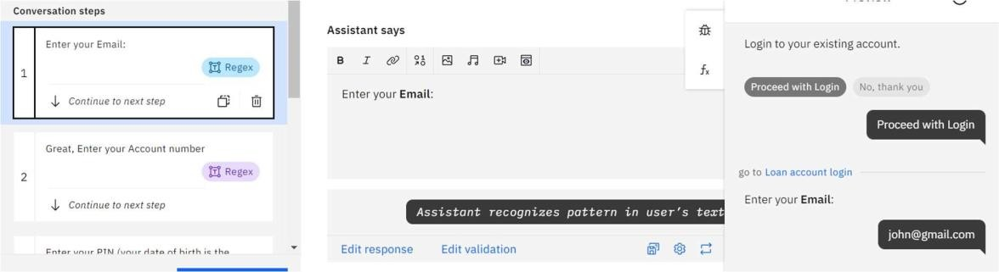 Conversation steps
1
Enter your Email:
Regex
Continue to next step
2
Great, Enter your Account number
Regex
Continue to next step
Enter your PIN (your date of birth is the
Assistant says
B I
Enter your Email:
Assistant recognizes pattern in user's text
Edit response Edit validation
fx
Preview
Login to your existing account.
Proceed with Login No, thank you
Proceed with Login
go to Loan account login
Enter your Email:
john@gmail.com